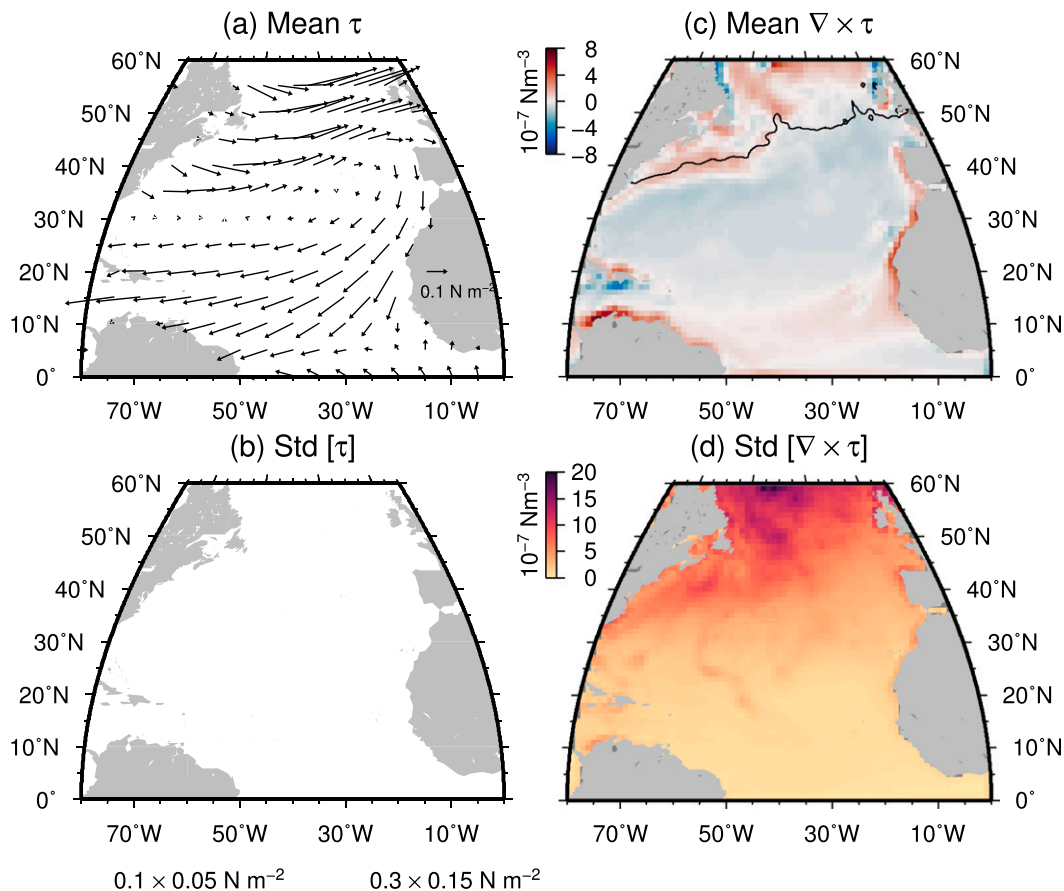 (a) Mean τ
60˚N
50˚N
40˚N
30˚N
20˚N
10˚N
0˚
0.1 N m⁻²
70˚W 50˚W 30˚W 10˚W
(c) Mean ∇ × τ
10⁻⁷ Nm⁻³
8
4
0
−4
−8
60˚N
50˚N
40˚N
30˚N
20˚N
10˚N
0˚
70˚W 50˚W 30˚W 10˚W
(b) Std [τ]
60˚N
50˚N
40˚N
30˚N
20˚N
10˚N
0˚
70˚W 50˚W 30˚W 10˚W
0.1 × 0.05 N m⁻² 0.3 × 0.15 N m⁻²
(d) Std [∇ × τ]
10⁻⁷ Nm⁻³
20
15
10
5
0
60˚N
50˚N
40˚N
30˚N
20˚N
10˚N
0˚
70˚W 50˚W 30˚W 10˚W